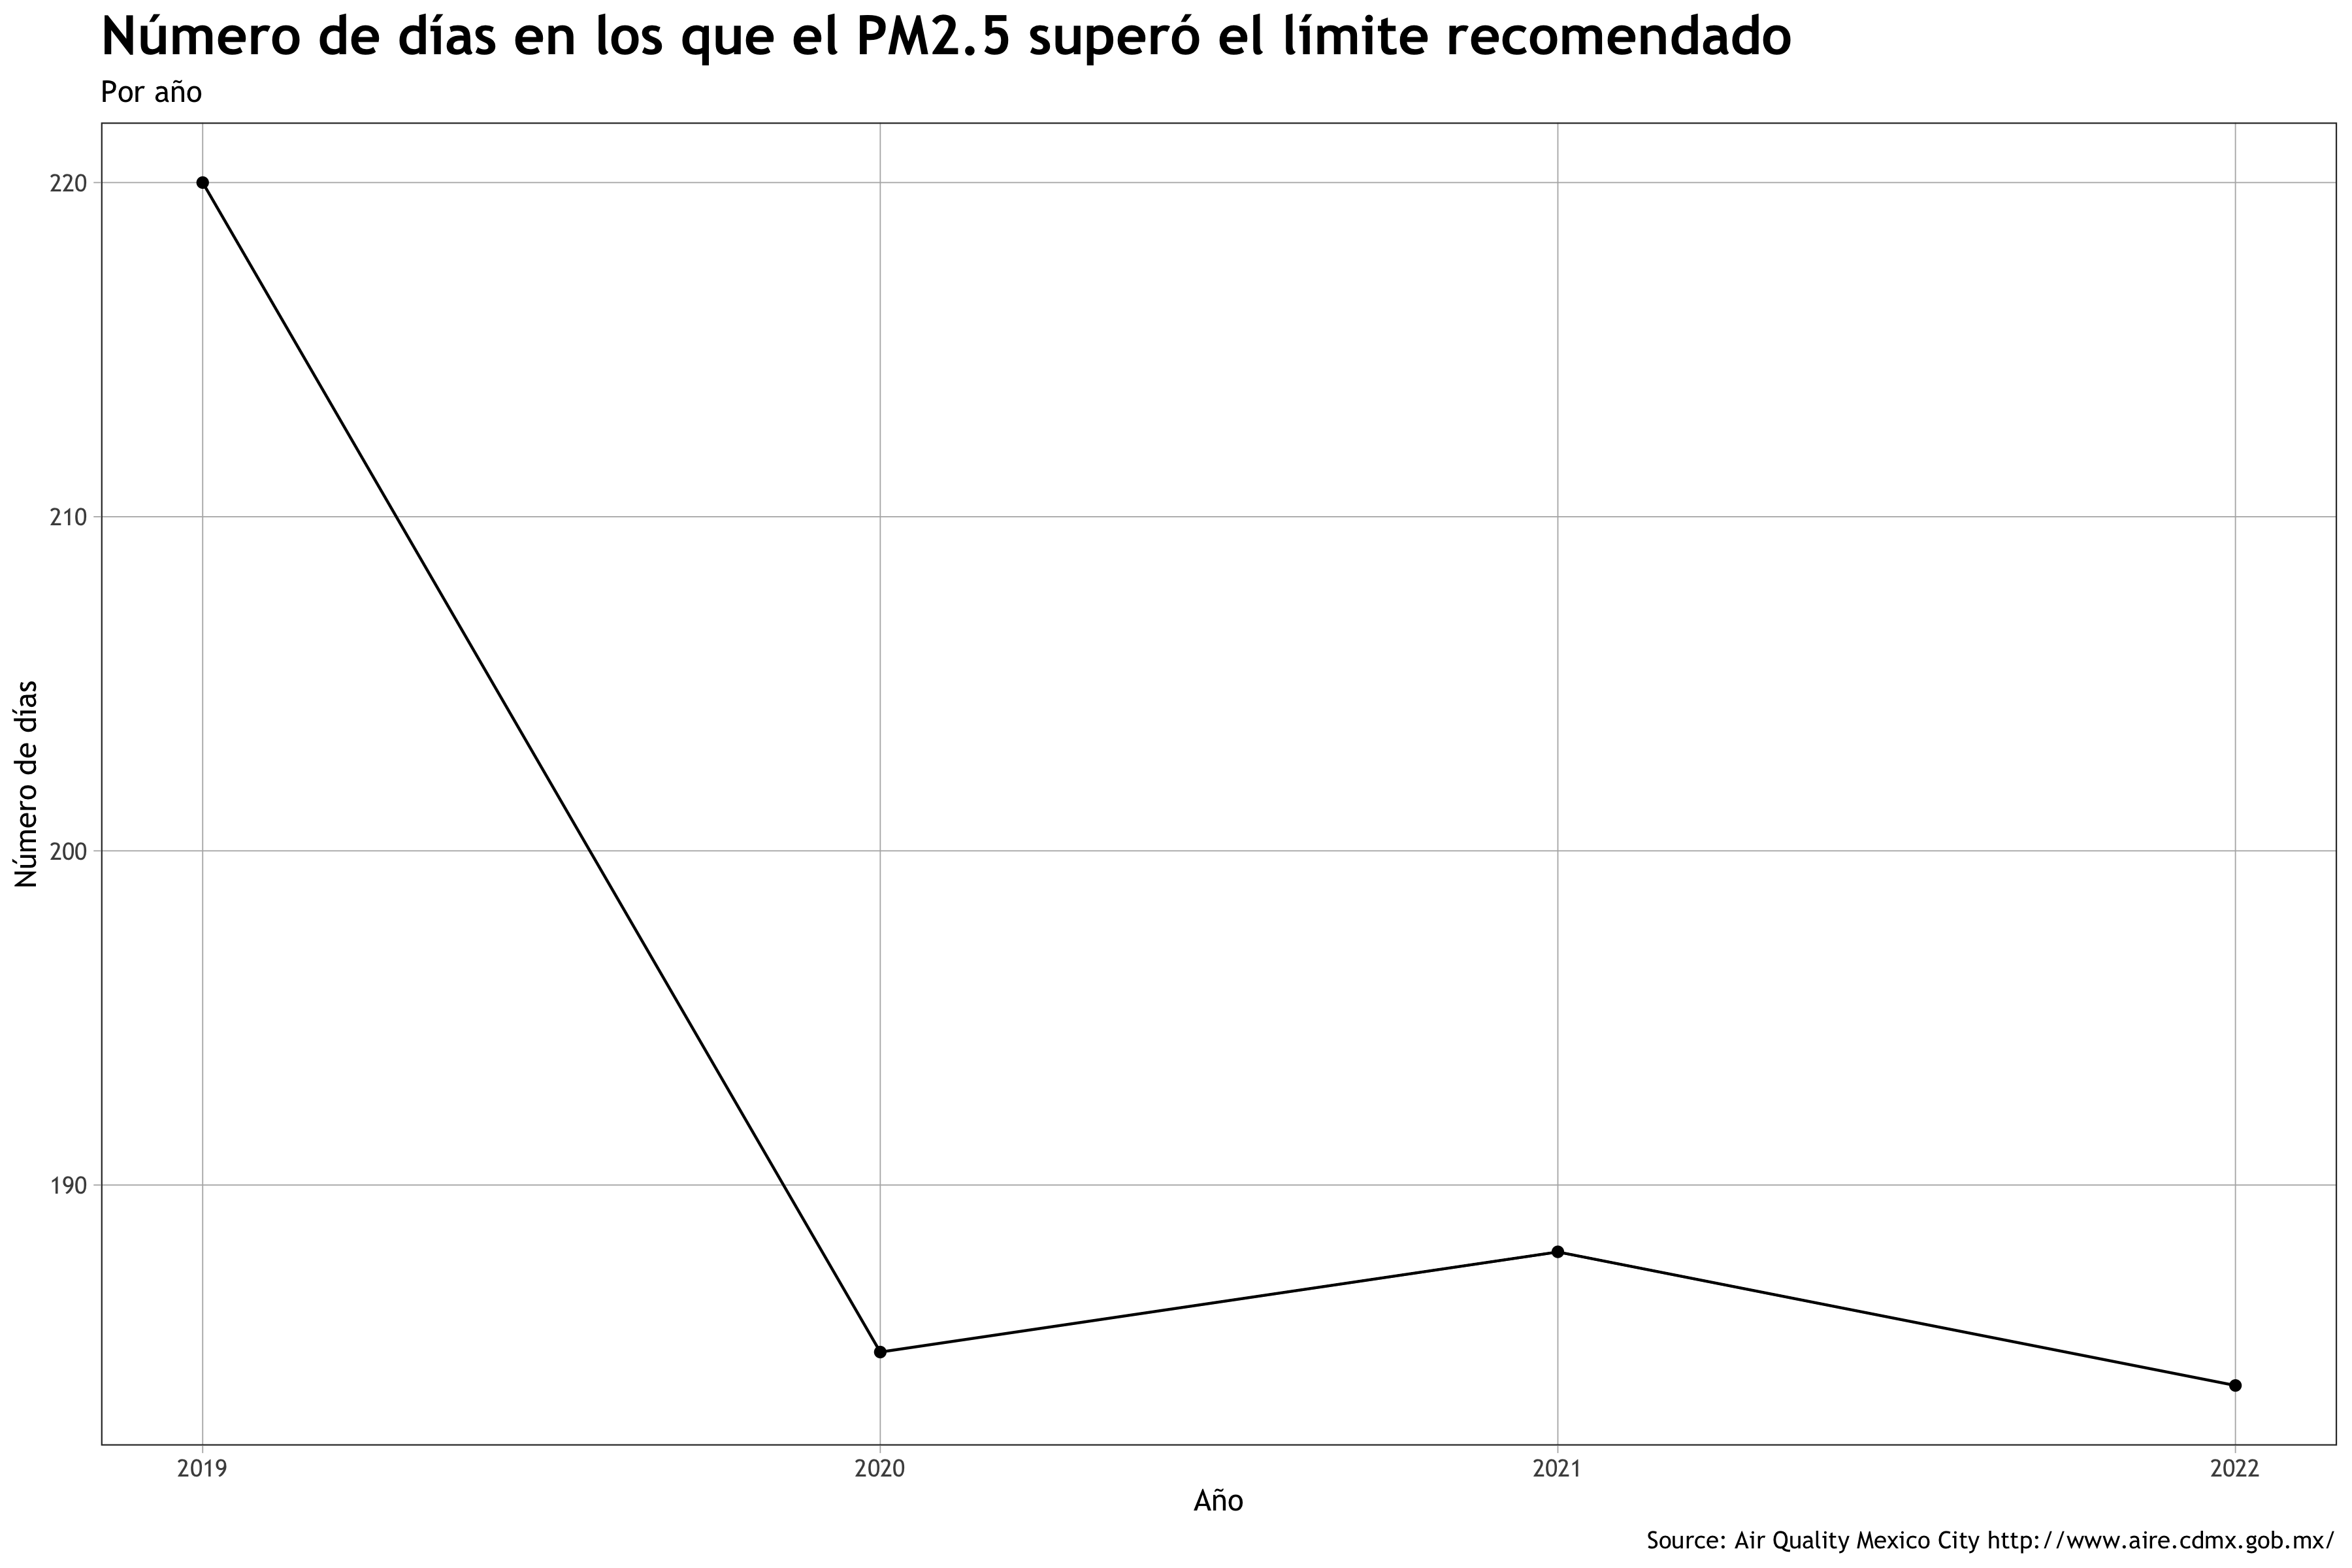 Número de días en los que el PM2.5 superó el límite recomendado
Por año
220
210
200
190
Número de días
2019
2020
2021
2022
Año
Source: Air Quality Mexico City http://www.aire.cdmx.gob.mx/